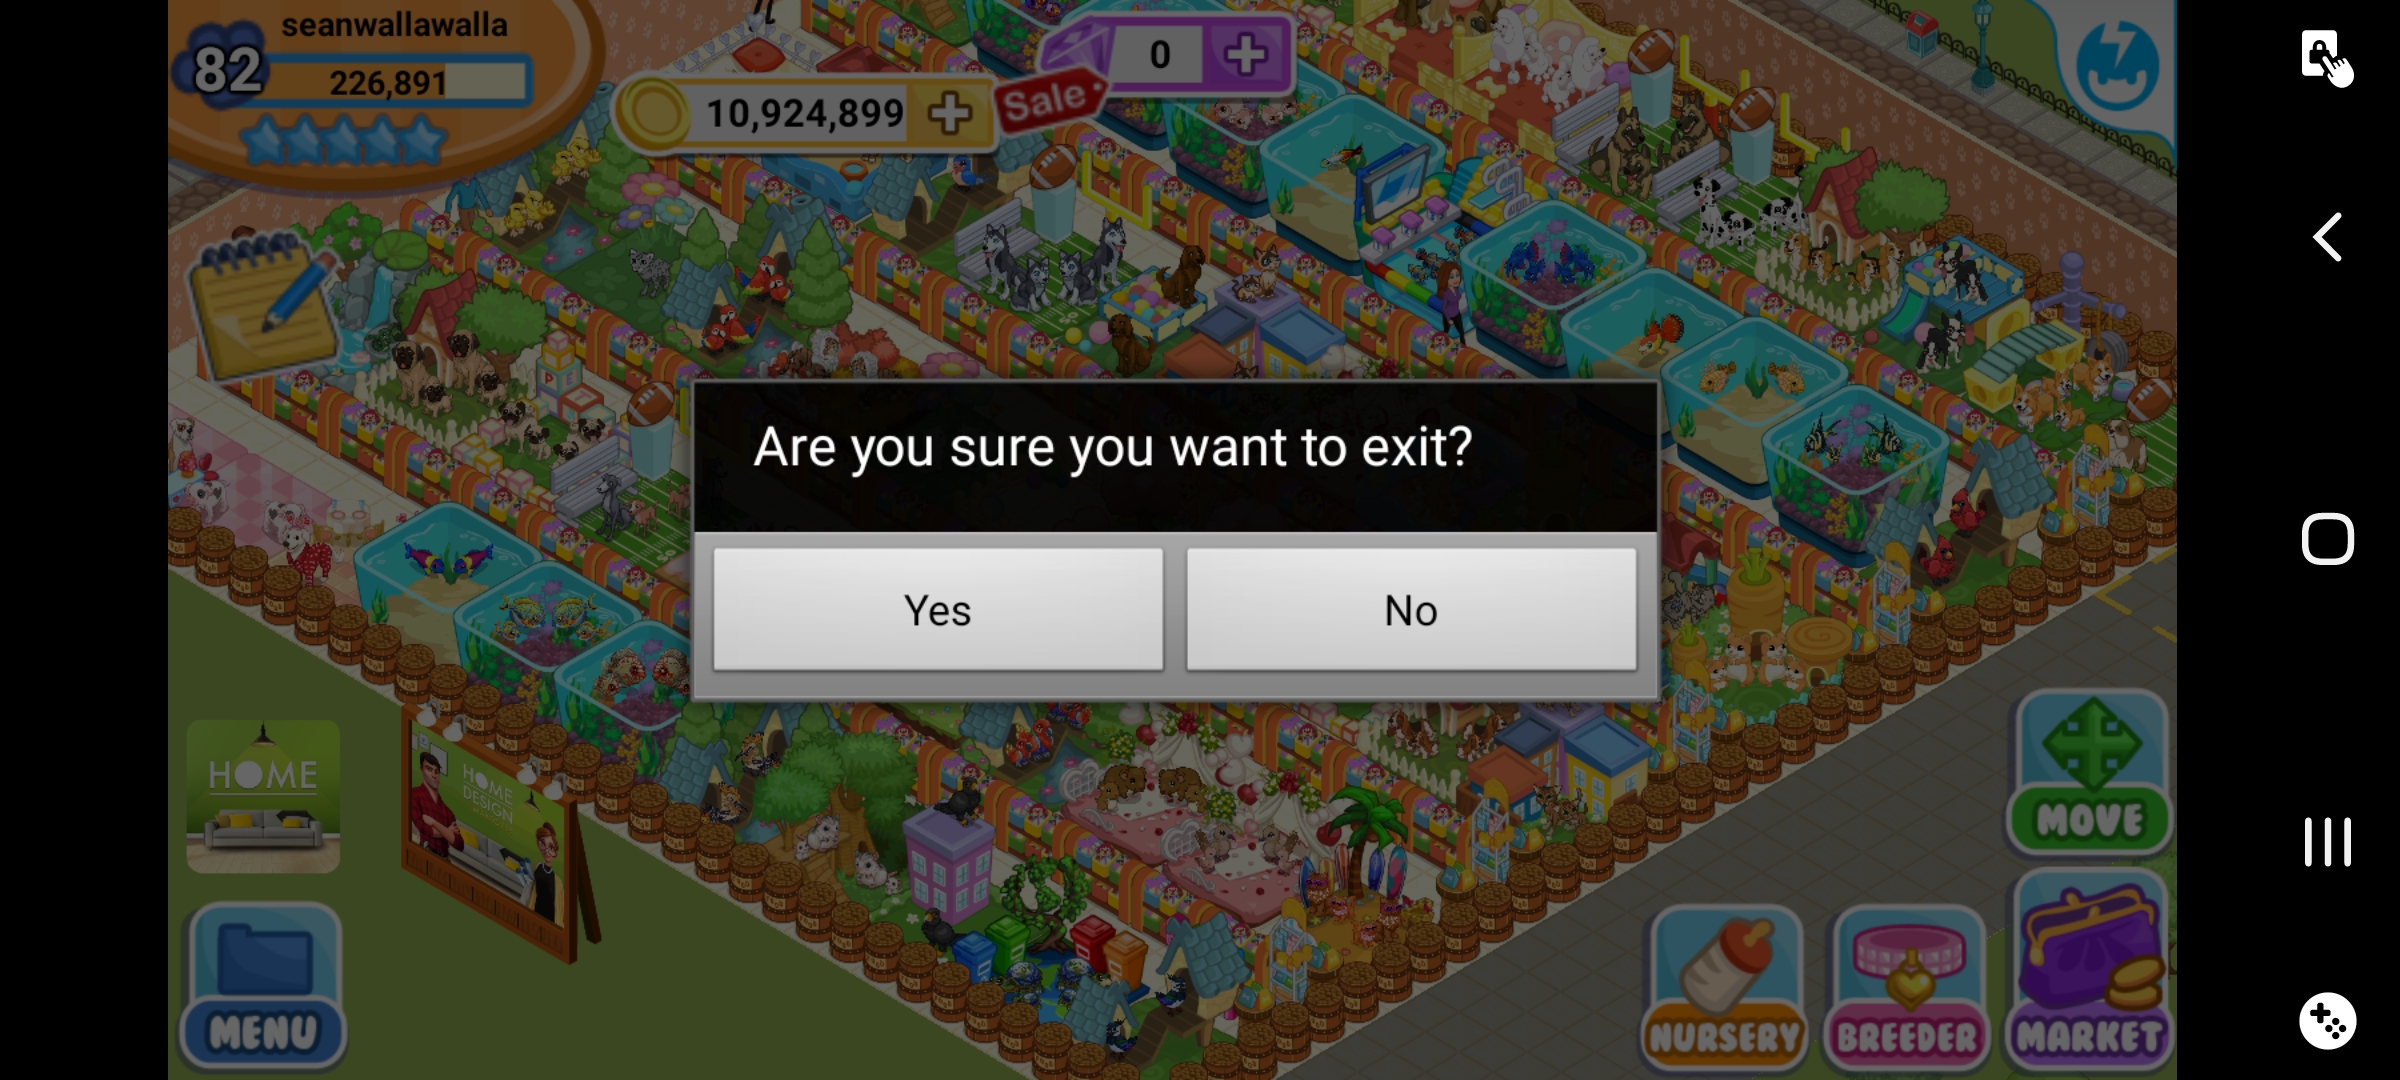 seanwallawalla
82
226,891
0
10,924,899
Sale
Are you sure you want to exit?
Yes
No
HOME
HOME
DESIGN
MOVE
MENU
NURSERY
BREEDER
MARKET